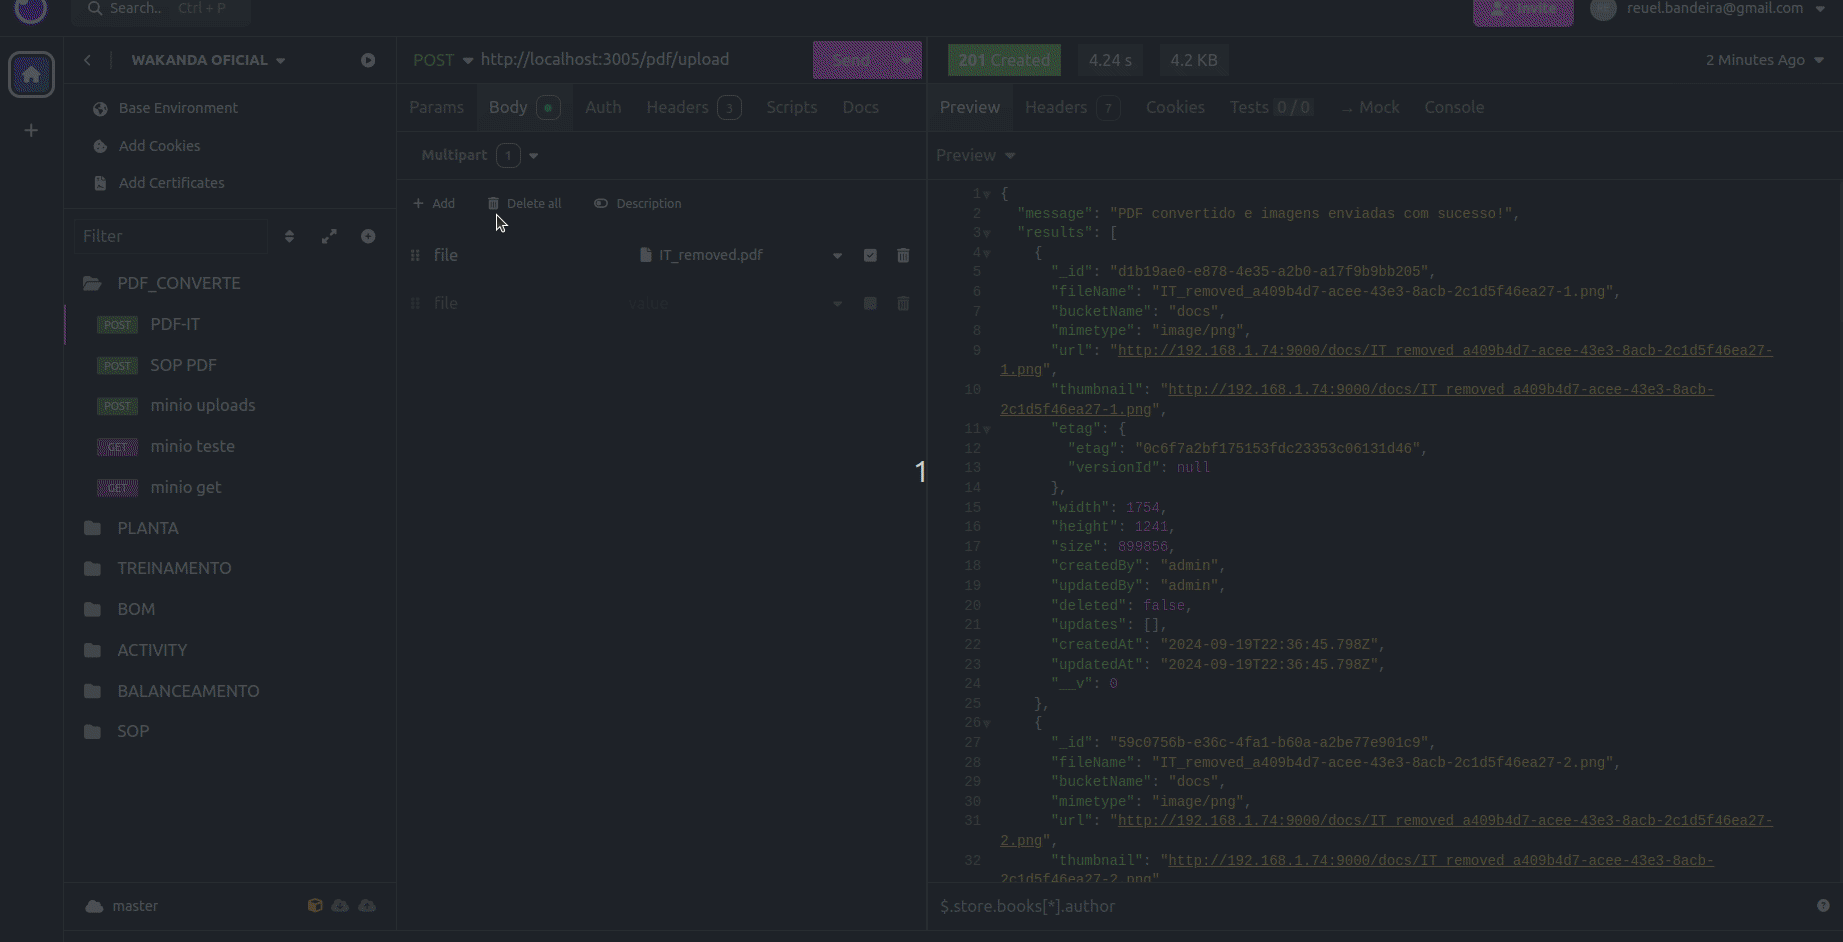 Search.. Ctrl + P
Invite RE reuel.bandeira@gmail.com
WAKANDA OFICIAL
Base Environment
Add Cookies
Add Certificates
Filter
PDF_CONVERTE
POST PDF-IT
POST SOP PDF
POST minio uploads
GET minio teste
GET minio get
PLANTA
TREINAMENTO
BOM
ACTIVITY
BALANCEAMENTO
SOP
master
POST http://localhost:3005/pdf/upload Send
Params Body Auth Headers 3 Scripts Docs
Multipart 1
+ Add Delete all Description
file IT_removed.pdf
file value
1
201 Created 4.24 s 4.2 KB 2 Minutes Ago
Preview Headers 7 Cookies Tests 0 / 0 → Mock Console
Preview
1 {
2 "message": "PDF convertido e imagens enviadas com sucesso!",
3 "results": [
4 {
5 "_id": "d1b19ae0-e878-4e35-a2b0-a17f9b9bb205",
6 "fileName": "IT_removed_a409b4d7-acee-43e3-8acb-2c1d5f46ea27-1.png",
7 "bucketName": "docs",
8 "mimetype": "image/png",
9 "url": "http://192.168.1.74:9000/docs/IT_removed_a409b4d7-acee-43e3-8acb-2c1d5f46ea27-
1.png",
10 "thumbnail": "http://192.168.1.74:9000/docs/IT_removed_a409b4d7-acee-43e3-8acb-
2c1d5f46ea27-1.png",
11 "etag": {
12 "etag": "0c6f7a2bf175153fdc23353c06131d46",
13 "versionId": null
14 },
15 "width": 1754,
16 "height": 1241,
17 "size": 899856,
18 "createdBy": "admin",
19 "updatedBy": "admin",
20 "deleted": false,
21 "updates": [],
22 "createdAt": "2024-09-19T22:36:45.798Z",
23 "updatedAt": "2024-09-19T22:36:45.798Z",
24 "__v": 0
25 },
26 {
27 "_id": "59c0756b-e36c-4fa1-b60a-a2be77e901c9",
28 "fileName": "IT_removed_a409b4d7-acee-43e3-8acb-2c1d5f46ea27-2.png",
29 "bucketName": "docs",
30 "mimetype": "image/png",
31 "url": "http://192.168.1.74:9000/docs/IT_removed_a409b4d7-acee-43e3-8acb-2c1d5f46ea27-
2.png",
32 "thumbnail": "http://192.168.1.74:9000/docs/IT_removed_a409b4d7-acee-43e3-8acb-
2c1d5f46ea27-2.png"
$.store.books[*].author